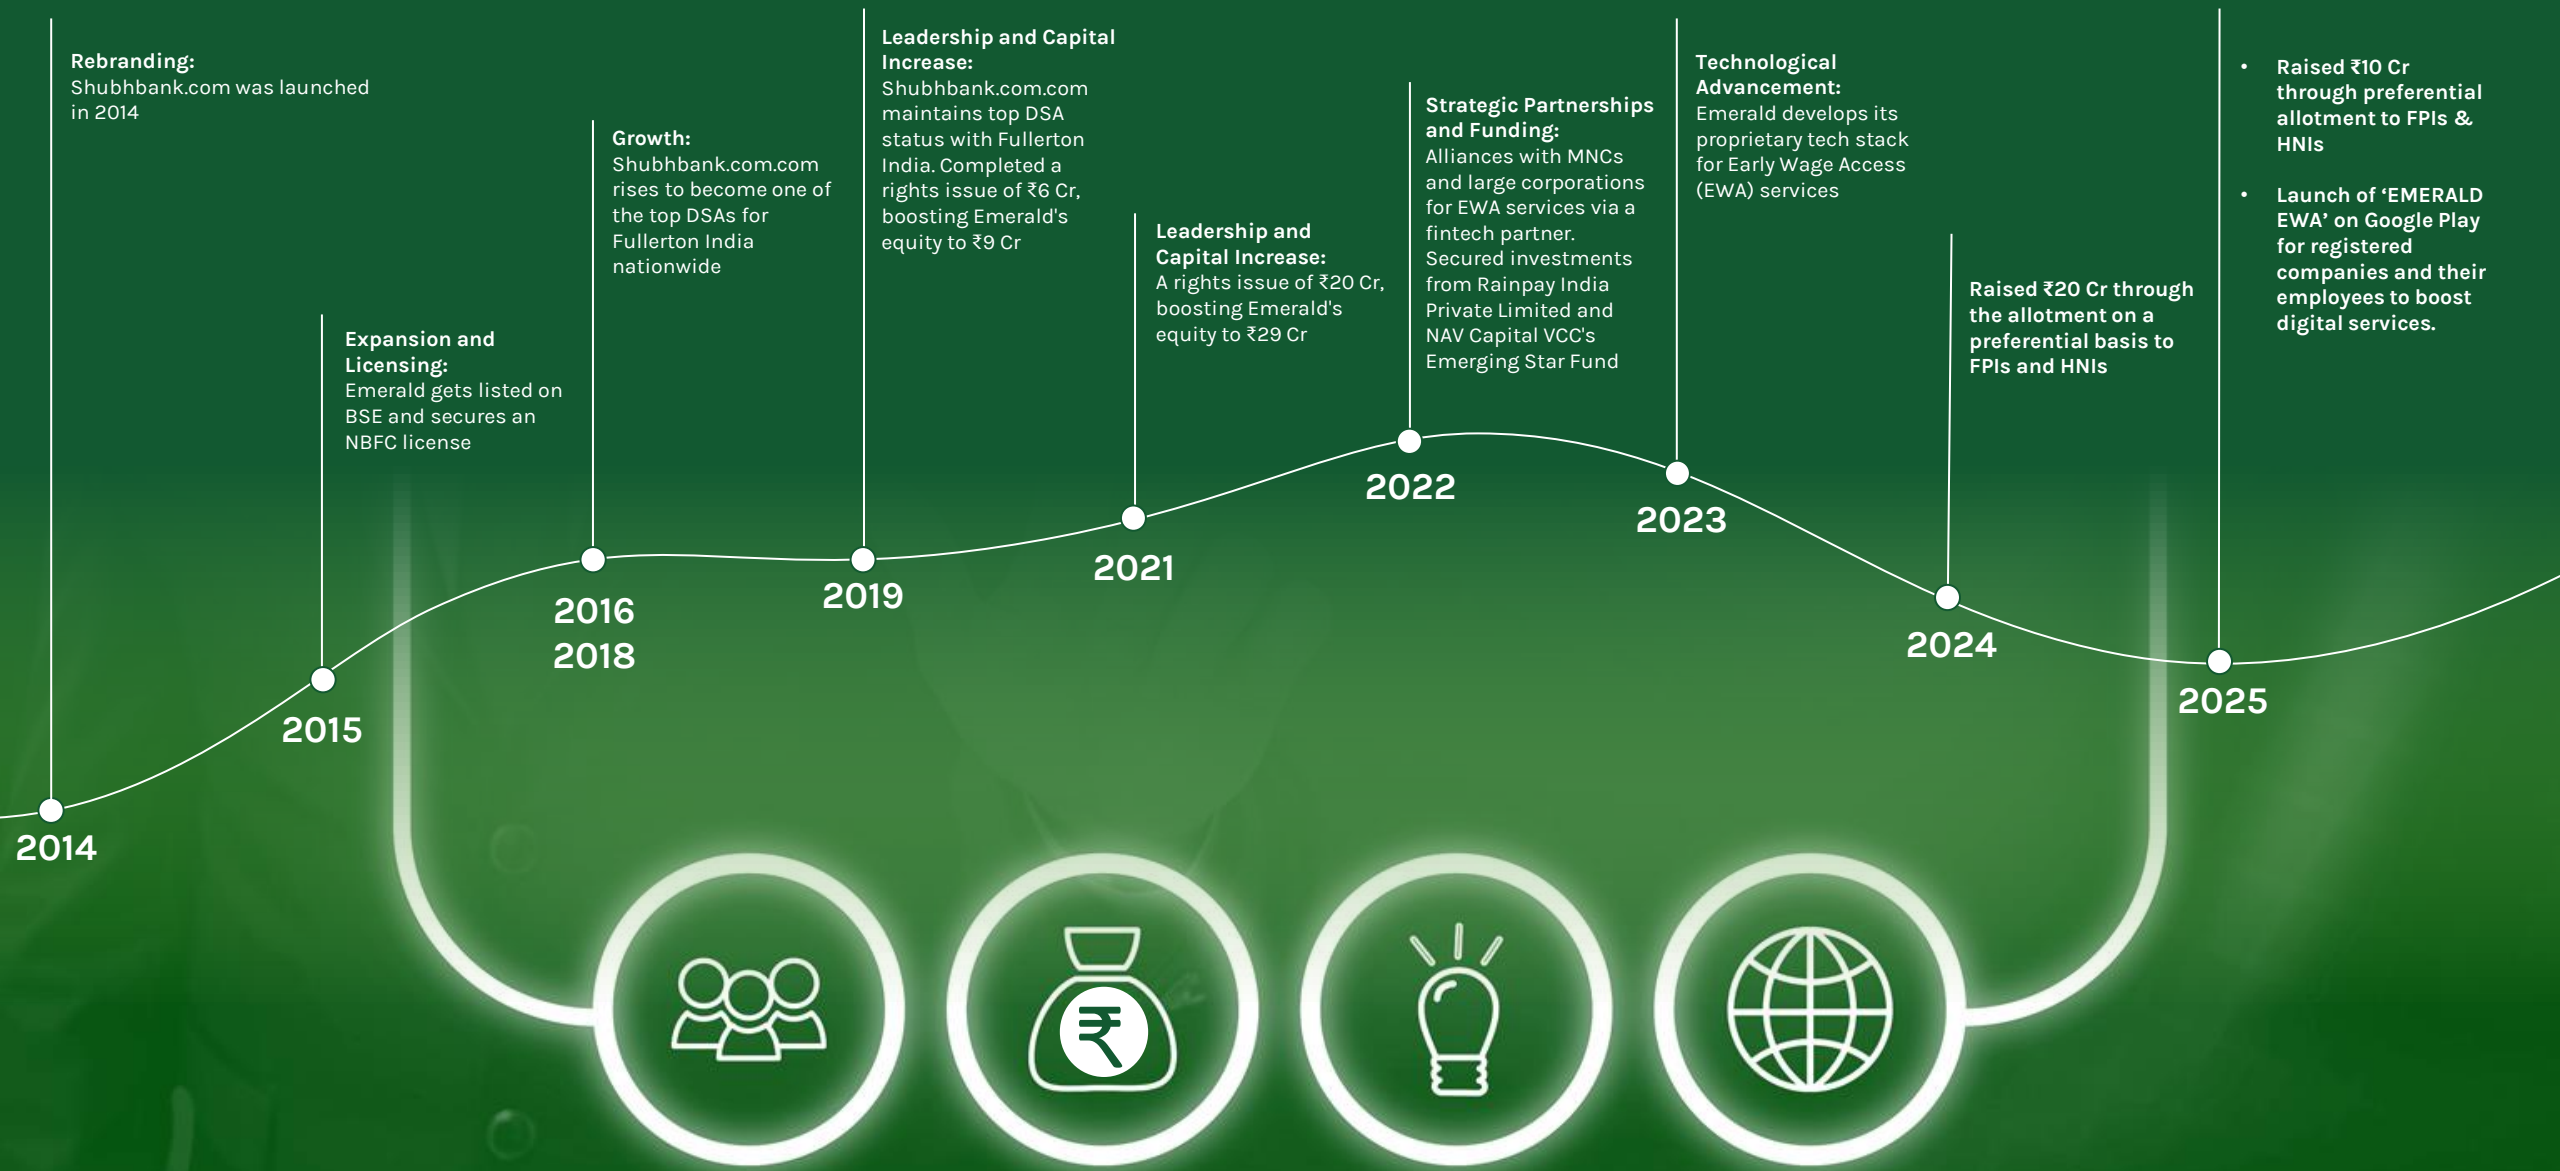 Rebranding:
Shubhbank.com was launched
in 2014
2014
Expansion and
Licensing:
Emerald gets listed on
BSE and secures an
NBFC license
2015
Growth:
Shubhbank.com.com
rises to become one of
the top DSAs for
Fullerton India
nationwide
2016
2018
Leadership and Capital
Increase:
Shubhbank.com.com
maintains top DSA
status with Fullerton
India. Completed a
rights issue of ₹6 Cr,
boosting Emerald's
equity to ₹9 Cr
2019
Leadership and
Capital Increase:
A rights issue of ₹20 Cr,
boosting Emerald's
equity to ₹29 Cr
2021
Strategic Partnerships
and Funding:
Alliances with MNCs
and large corporations
for EWA services via a
fintech partner.
Secured investments
from Rainpay India
Private Limited and
NAV Capital VCC's
Emerging Star Fund
2022
Technological
Advancement:
Emerald develops its
proprietary tech stack
for Early Wage Access
(EWA) services
2023
Raised ₹20 Cr through
the allotment on a
preferential basis to
FPIs and HNIs
2024
• Raised ₹10 Cr
through preferential
allotment to FPIs &
HNIs
• Launch of ‘EMERALD
EWA’ on Google Play
for registered
companies and their
employees to boost
digital services.
2025
₹